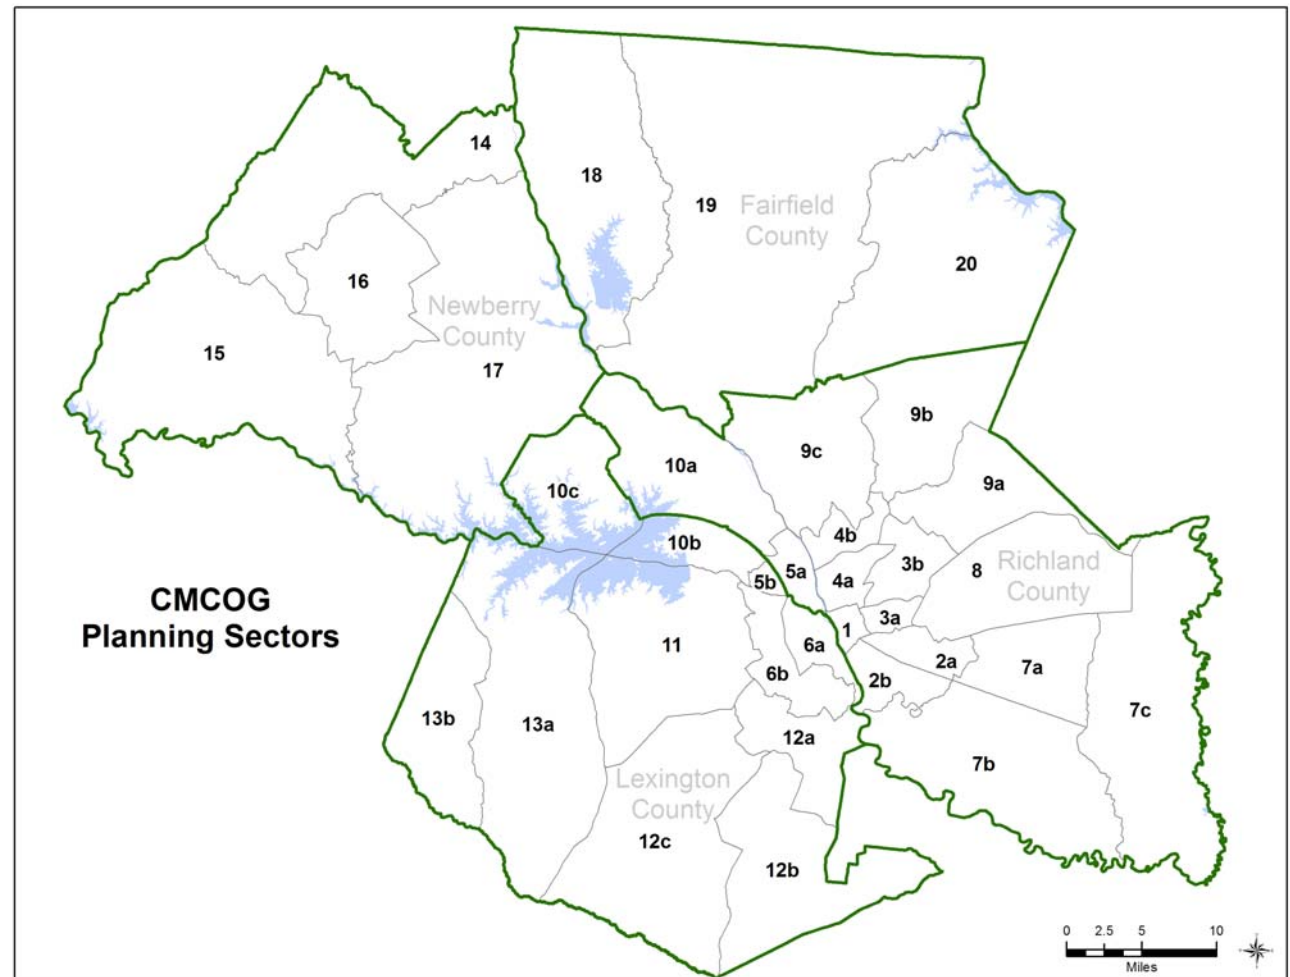 14
18
19
Fairfield
County
20
16
Newberry
County
15
17
9b
9c
10a
9a
10c
4b
10b
3b
8
Richland
County
5a
5b
4a
CMCOG
Planning Sectors
3a
1
11
6a
2a
7a
6b
2b
13b
13a
7c
12a
7b
Lexington
County
12c
12b
0 2.5 5 10
Miles